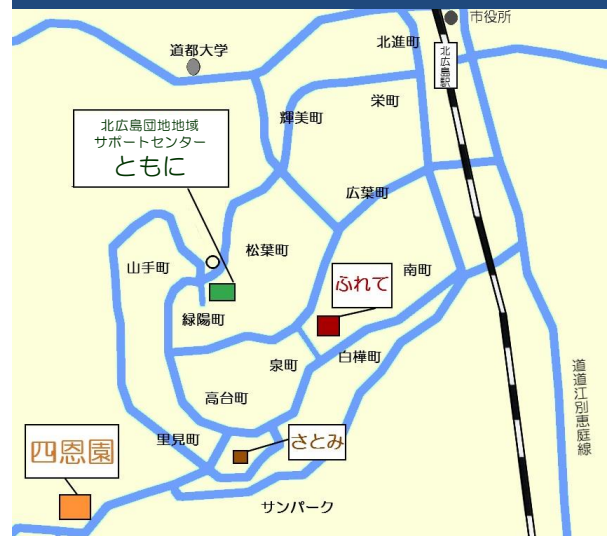 市役所
北進町
道都大学
北広島駅
栄町
輝美町
北広島団地地域
サポートセンター
ともに
広葉町
松葉町
山手町
南町
ふれて
緑陽町
白樺町
泉町
道道江別恵庭線
高台町
里見町
さとみ
四恩園
サンパーク